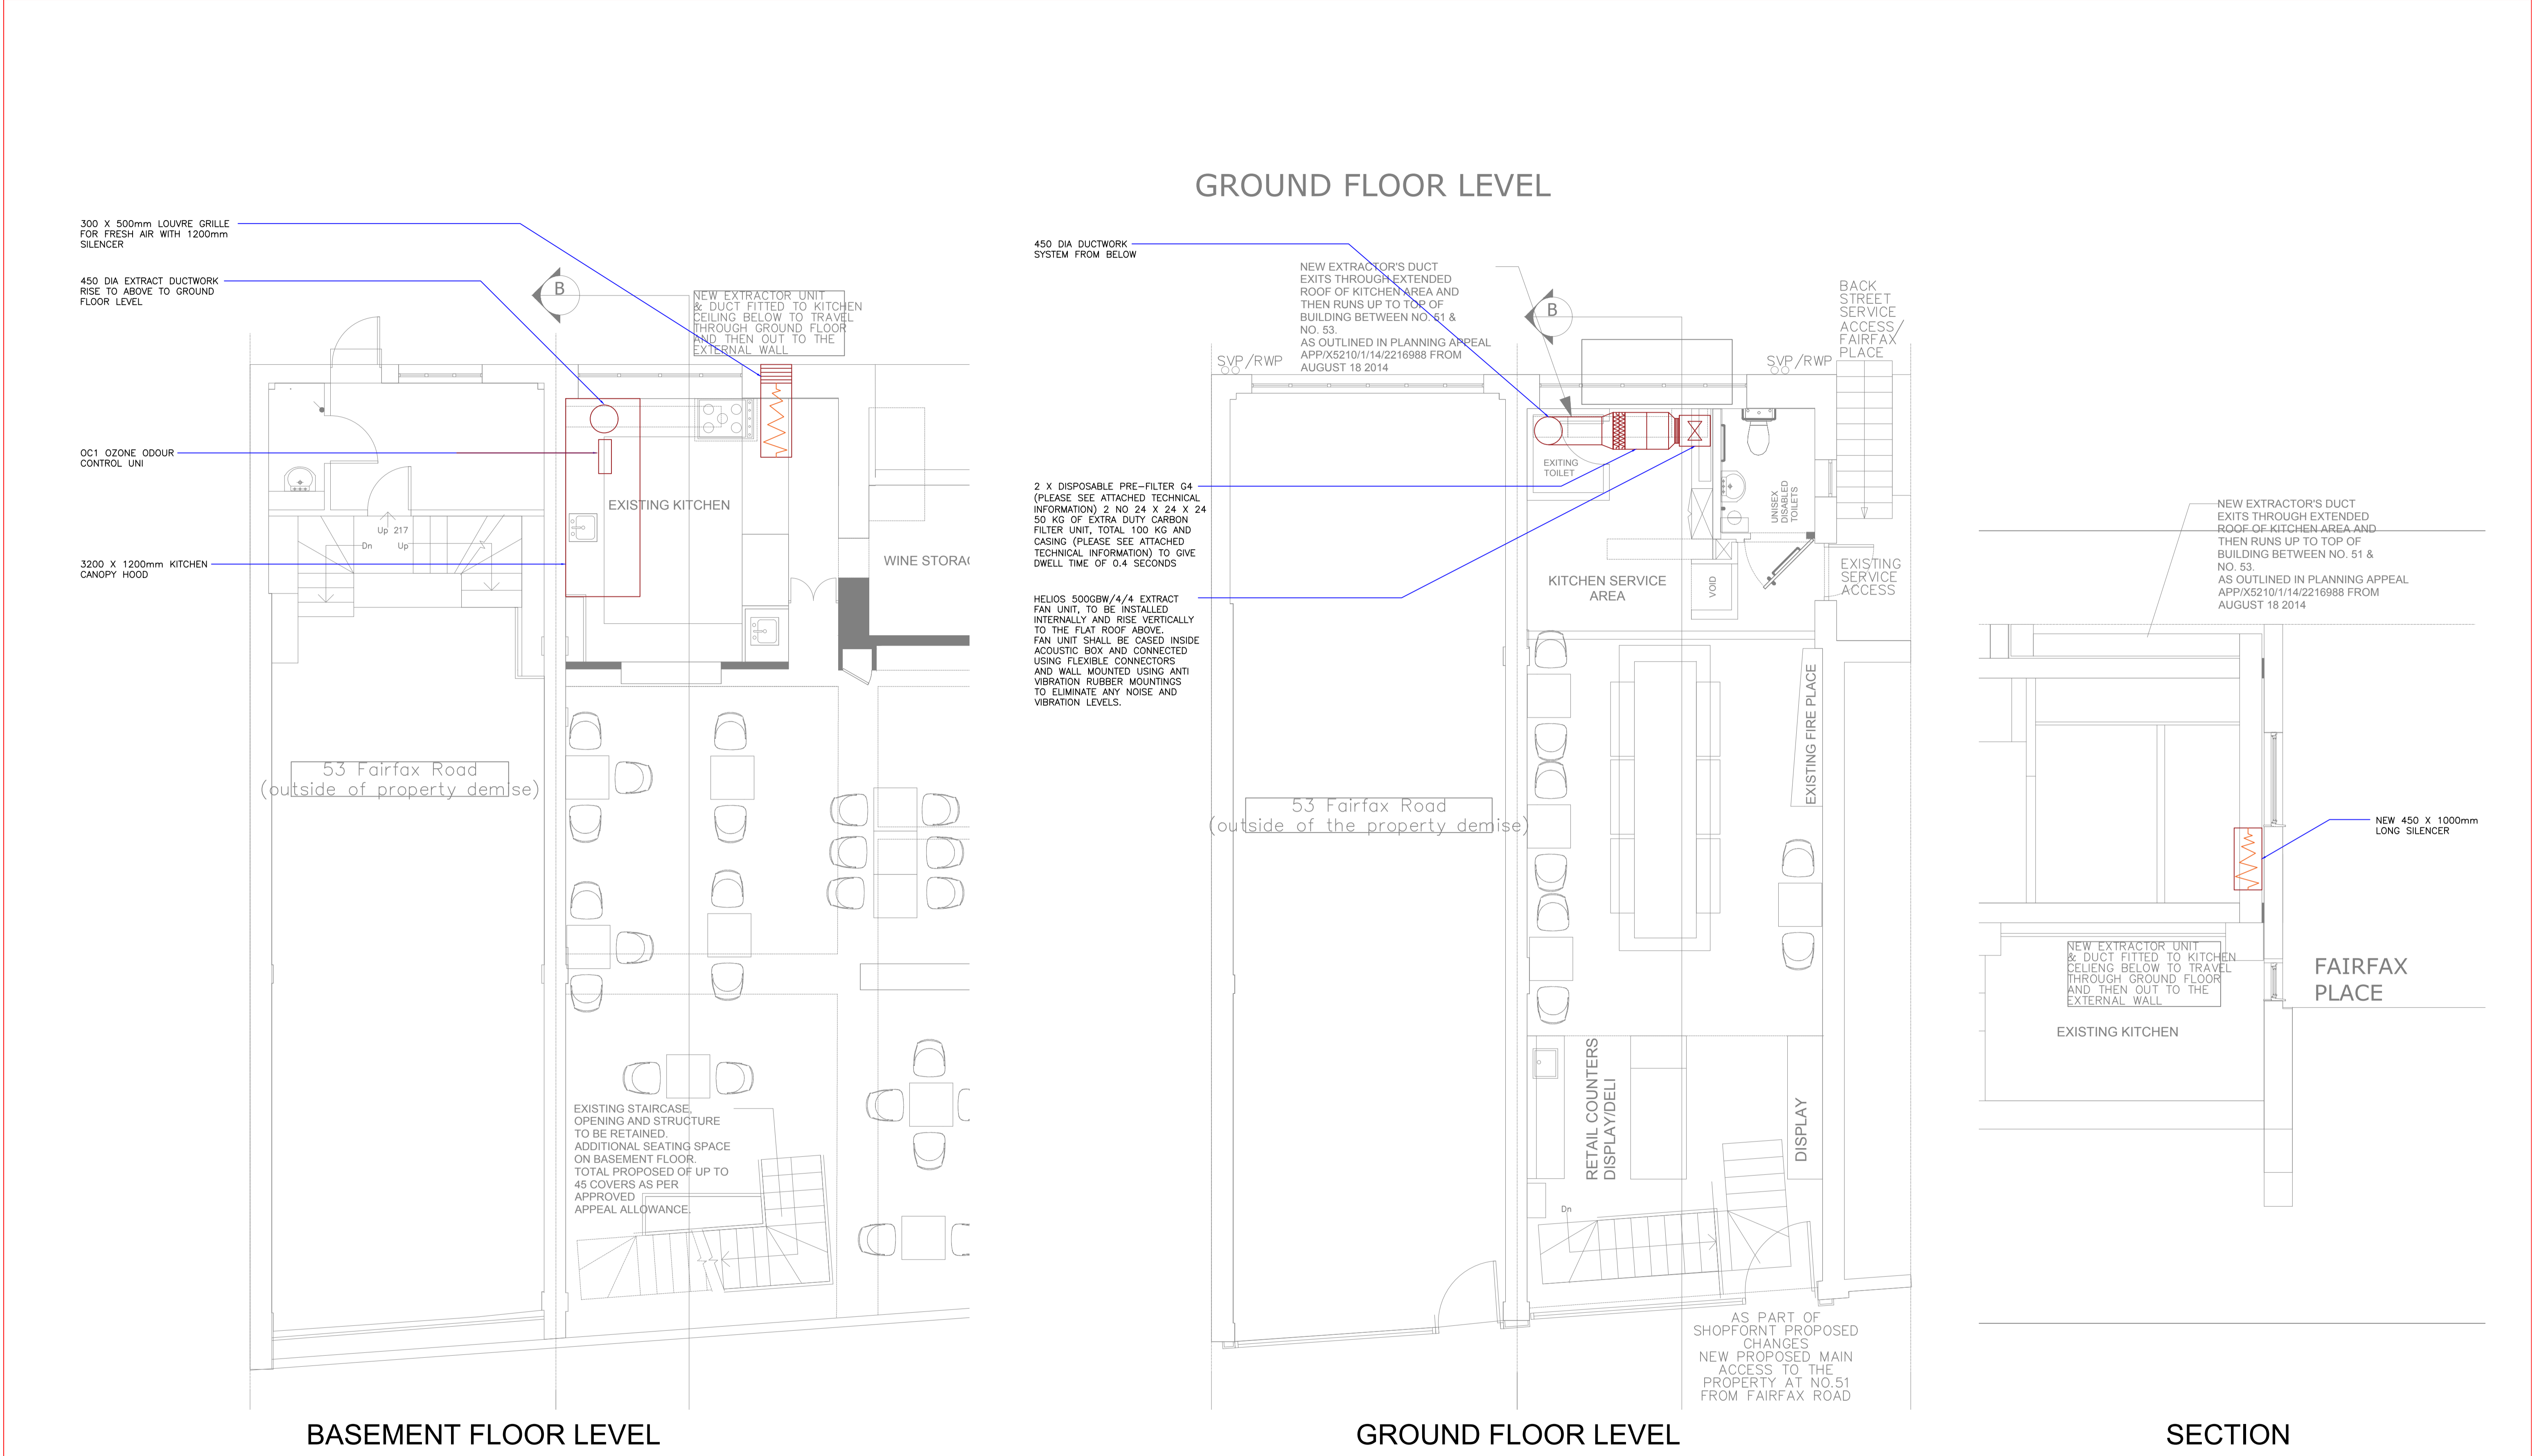 GROUND FLOOR LEVEL
300 X 500mm LOUVRE GRILLE
FOR FRESH AIR WITH 1200mm
SILENCER
450 DIA EXTRACT DUCTWORK
RISE TO ABOVE TO GROUND
FLOOR LEVEL
OC1 OZONE ODOUR
CONTROL UNI
3200 X 1200mm KITCHEN
CANOPY HOOD
B
NEW EXTRACTOR UNIT
& DUCT FITTED TO KITCHEN
CEILING BELOW TO TRAVEL
THROUGH GROUND FLOOR
AND THEN OUT TO THE
EXTERNAL WALL
EXISTING KITCHEN
Up 217
Dn
Up
WINE STORAG
53 Fairfax Road
(outside of property demise)
EXISTING STAIRCASE,
OPENING AND STRUCTURE
TO BE RETAINED.
ADDITIONAL SEATING SPACE
ON BASEMENT FLOOR.
TOTAL PROPOSED OF UP TO
45 COVERS AS PER
APPROVED
APPEAL ALLOWANCE.
BASEMENT FLOOR LEVEL
450 DIA DUCTWORK
SYSTEM FROM BELOW
NEW EXTRACTOR'S DUCT
EXITS THROUGH EXTENDED
ROOF OF KITCHEN AREA AND
THEN RUNS UP TO TOP OF
BUILDING BETWEEN NO. 51 &
NO. 53.
AS OUTLINED IN PLANNING APPEAL
APP/X5210/1/14/2216988 FROM
AUGUST 18 2014
B
BACK
STREET
SERVICE
ACCESS/
FAIRFAX
PLACE
SVP/RWP
SVP/RWP
2 X DISPOSABLE PRE-FILTER G4
(PLEASE SEE ATTACHED TECHNICAL
INFORMATION) 2 NO 24 X 24 X 24
50 KG OF EXTRA DUTY CARBON
FILTER UNIT, TOTAL 100 KG AND
CASING (PLEASE SEE ATTACHED
TECHNICAL INFORMATION) TO GIVE
DWELL TIME OF 0.4 SECONDS
HELIOS 500GBW/4/4 EXTRACT
FAN UNIT, TO BE INSTALLED
INTERNALLY AND RISE VERTICALLY
TO THE FLAT ROOF ABOVE.
FAN UNIT SHALL BE CASED INSIDE
ACOUSTIC BOX AND CONNECTED
USING FLEXIBLE CONNECTORS
AND WALL MOUNTED USING ANTI
VIBRATION RUBBER MOUNTINGS
TO ELIMINATE ANY NOISE AND
VIBRATION LEVELS.
EXITING
TOILET
UNISEX
DISABLED
TOILETS
KITCHEN SERVICE
AREA
VOID
EXISTING
SERVICE
ACCESS
EXISTING FIRE PLACE
53 Fairfax Road
(outside of the property demise)
RETAIL COUNTERS
DISPLAY/DELI
DISPLAY
Dn
AS PART OF
SHOPFORNT PROPOSED
CHANGES
NEW PROPOSED MAIN
ACCESS TO THE
PROPERTY AT NO.51
FROM FAIRFAX ROAD
GROUND FLOOR LEVEL
NEW EXTRACTOR'S DUCT
EXITS THROUGH EXTENDED
ROOF OF KITCHEN AREA AND
THEN RUNS UP TO TOP OF
BUILDING BETWEEN NO. 51 &
NO. 53.
AS OUTLINED IN PLANNING APPEAL
APP/X5210/1/14/2216988 FROM
AUGUST 18 2014
NEW 450 X 1000mm
LONG SILENCER
NEW EXTRACTOR UNIT
& DUCT FITTED TO KITCHEN
CELIENG BELOW TO TRAVEL
THROUGH GROUND FLOOR
AND THEN OUT TO THE
EXTERNAL WALL
FAIRFAX
PLACE
EXISTING KITCHEN
SECTION